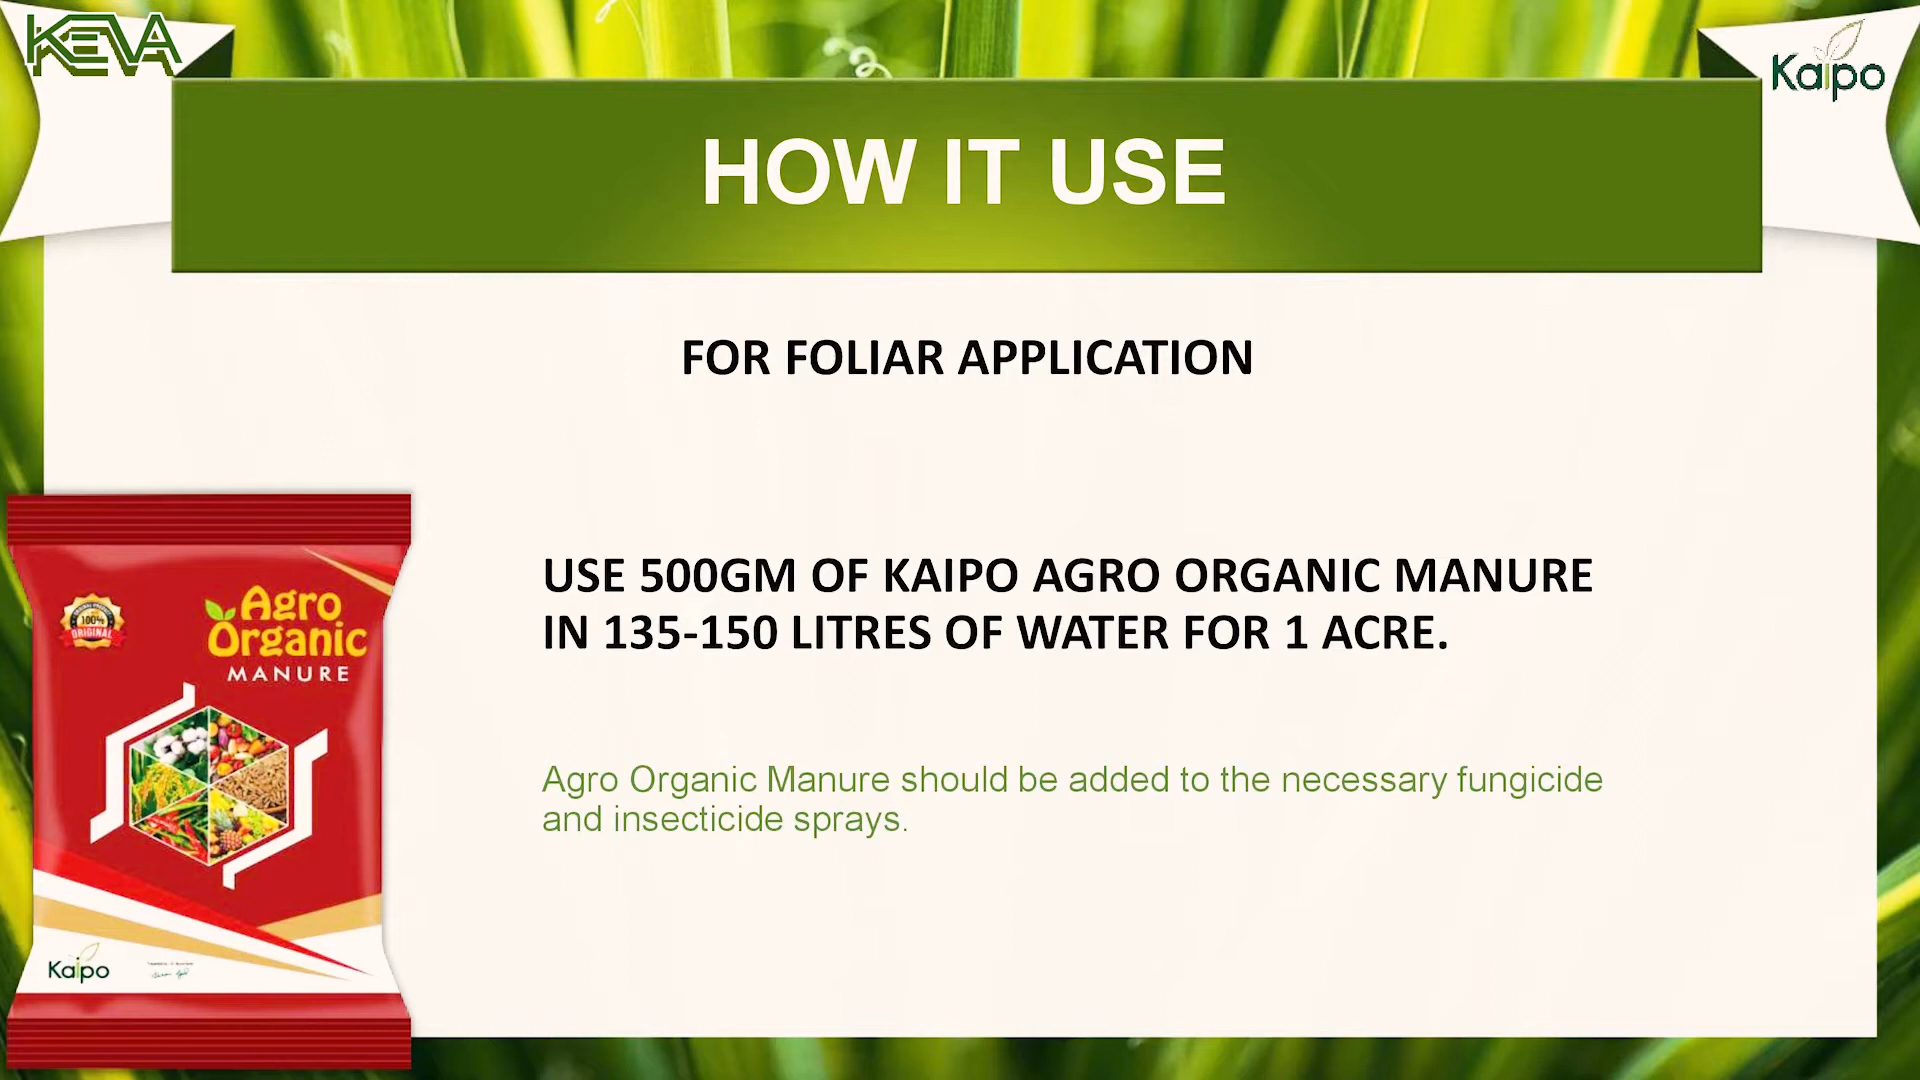 KEVA
Kaipo
HOW IT USE
FOR FOLIAR APPLICATION
USE 500GM OF KAIPO AGRO ORGANIC MANURE
IN 135-150 LITRES OF WATER FOR 1 ACRE.
Agro Organic Manure should be added to the necessary fungicide
and insecticide sprays.
100%
ORIGINAL
Agro
Organic
MANURE
Kaipo